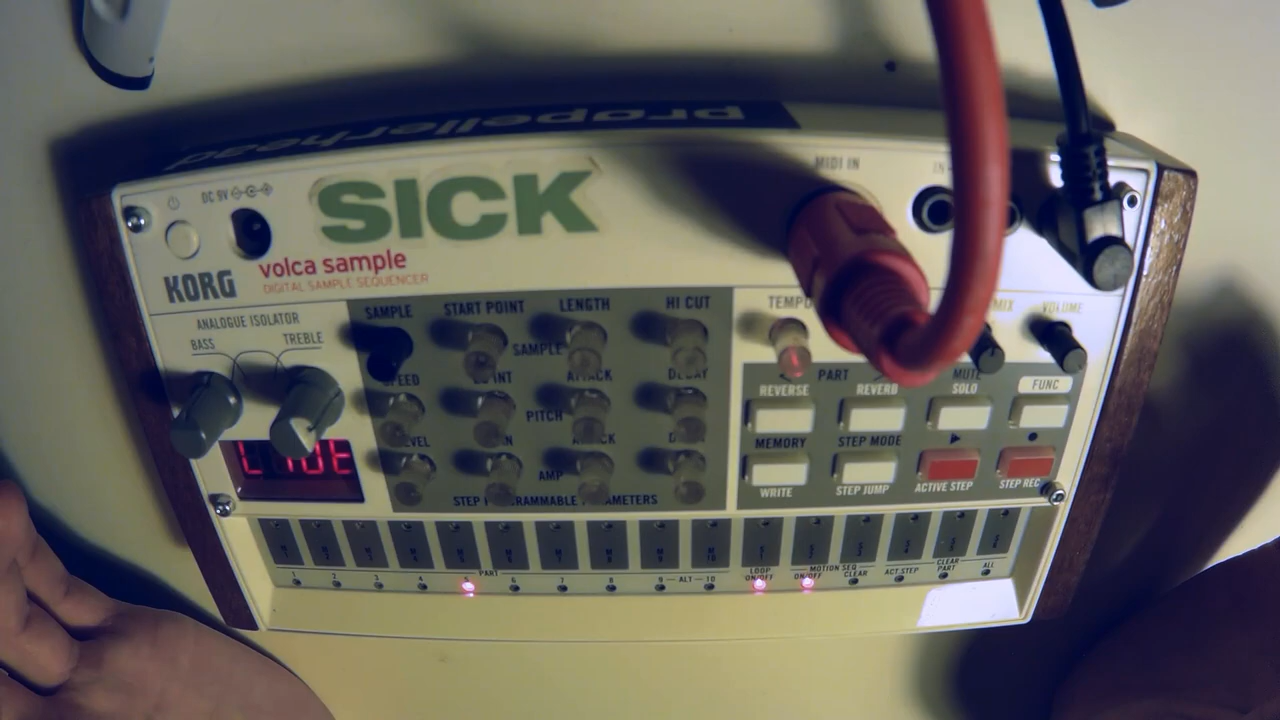 propellerhead
MIDI IN
DC 9V
SICK
volca sample
DIGITAL SAMPLE SEQUENCER
KORG
ANALOGUE ISOLATOR
BASS TREBLE
SAMPLE START POINT LENGTH HI CUT
SAMPLE
PITCH
AMP
STEP
TEMPO
MIX VOLUME
PART MUTE
REVERSE REVERB SOLO FUNC
MEMORY STEP MODE
WRITE STEP JUMP ACTIVE STEP STEP REC
1 2 3 4 5 PART 6 7 8 9 ALT 10
LOOP ON/OFF
ON/OFF MOTION SEQ CLEAR
ACT.STEP
CLEAR PART
ALL